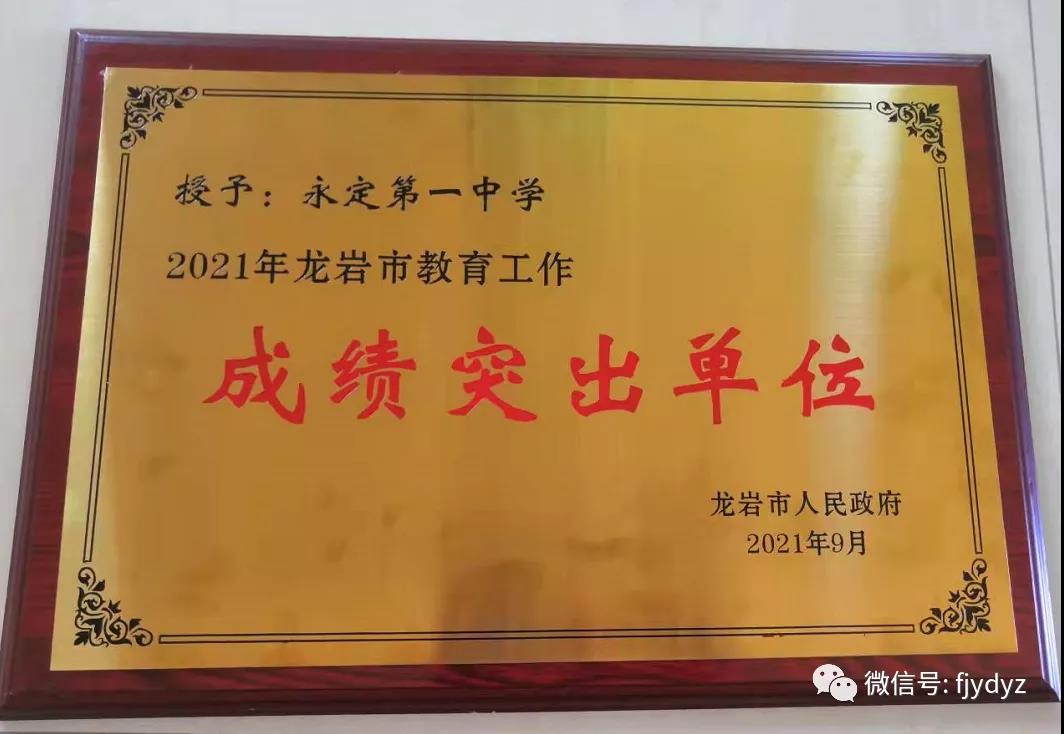 授予：永定第一中学
2021年龙岩市教育工作
成绩突出单位
龙岩市人民政府
2021年9月
微信号: fjydyz